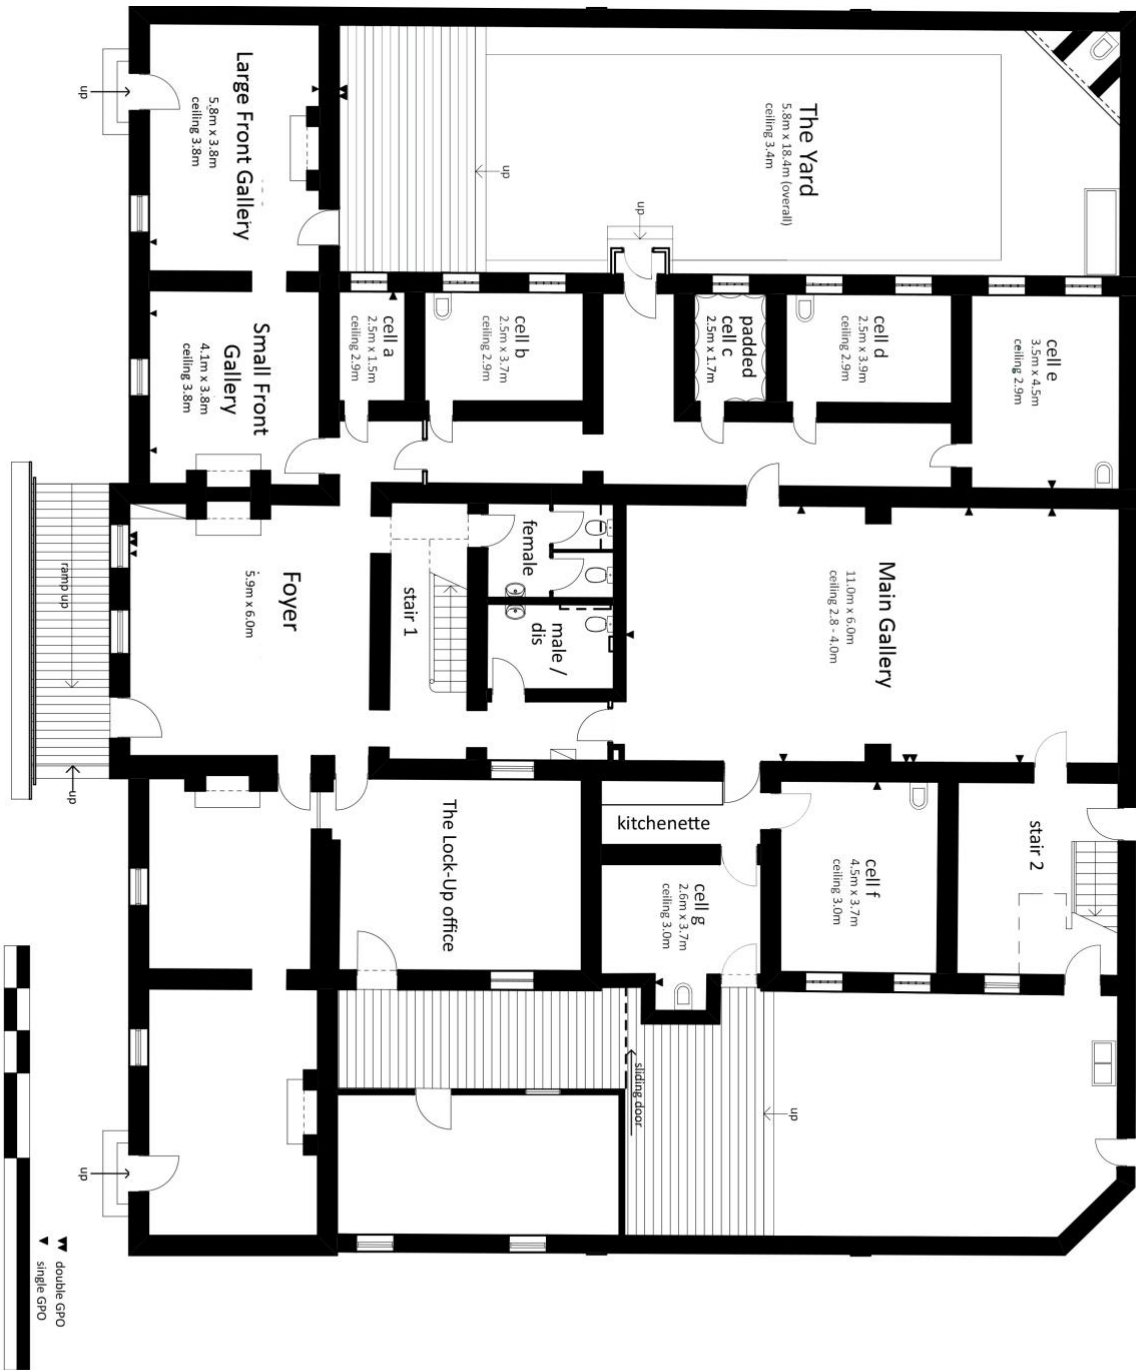 Large Front Gallery
5.8m x 3.8m
ceiling 3.8m
up
The Yard
5.8m x 18.4m (overall)
ceiling 3.4m
up
up
Small Front
Gallery
4.1m x 3.8m
ceiling 3.8m
cell a
2.5m x 1.5m
ceiling 2.9m
cell b
2.5m x 3.7m
ceiling 2.9m
padded
cell c
2.5m x 1.7m
cell d
2.5m x 3.9m
ceiling 2.9m
cell e
3.5m x 4.5m
ceiling 2.9m
ramp up
up
Foyer
5.9m x 6.0m
stair 1
female
male /
dis
Main Gallery
11.0m x 6.0m
ceiling 2.8 - 4.0m
The Lock-Up office
kitchenette
cell g
2.6m x 3.7m
ceiling 3.0m
cell f
4.5m x 3.7m
ceiling 3.0m
stair 2
sliding door
up
up
double GPO
single GPO